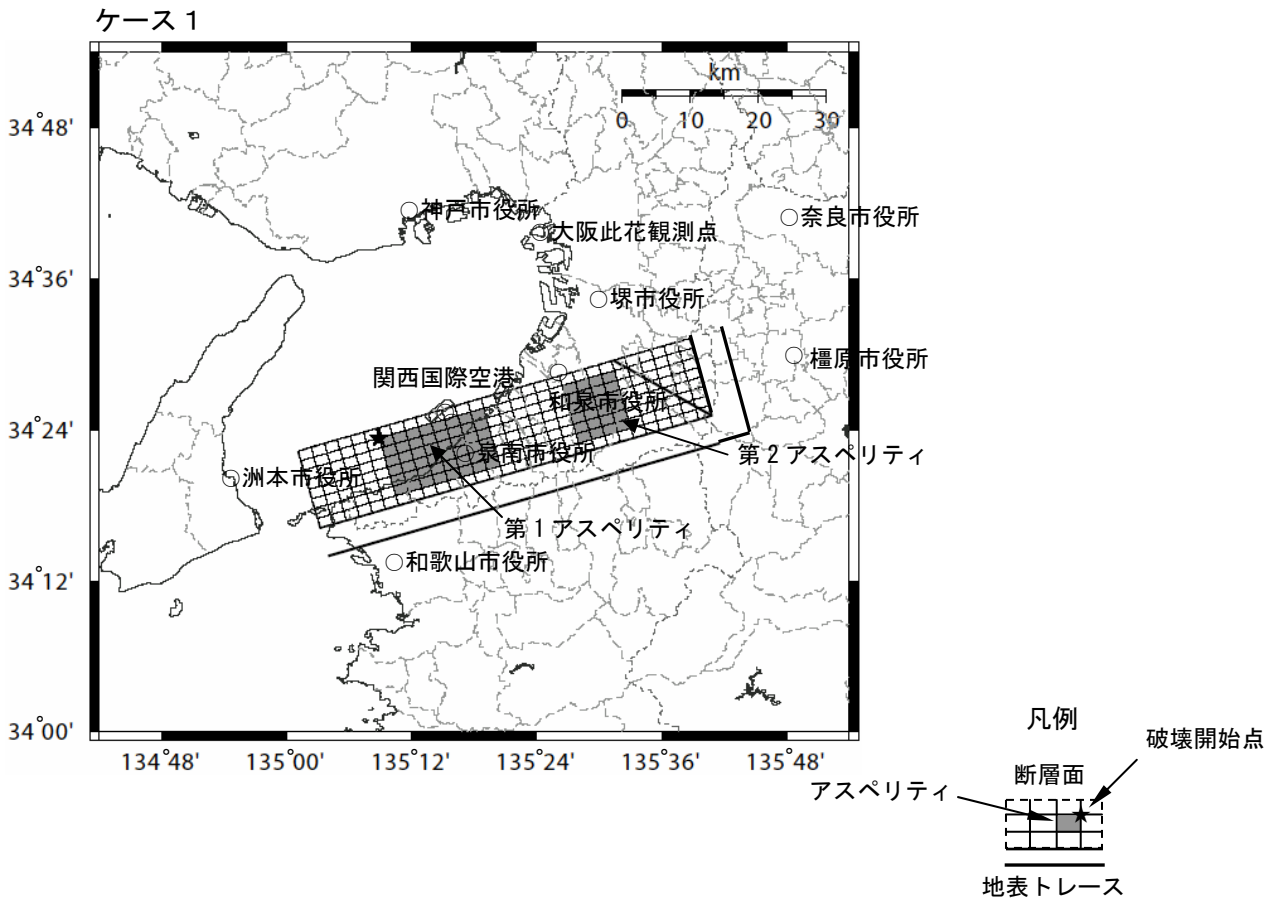 ケース 1
km
0 10 20 30
34˚48'
神戸市役所
奈良市役所
大阪此花観測点
34˚36'
堺市役所
橿原市役所
関西国際空港
和泉市役所
34˚24'
泉南市役所
第 2 アスペリティ
洲本市役所
第 1 アスペリティ
和歌山市役所
34˚12'
34˚00'
134˚48' 135˚00' 135˚12' 135˚24' 135˚36' 135˚48'
凡例
破壊開始点
断層面
アスペリティ
地表トレース